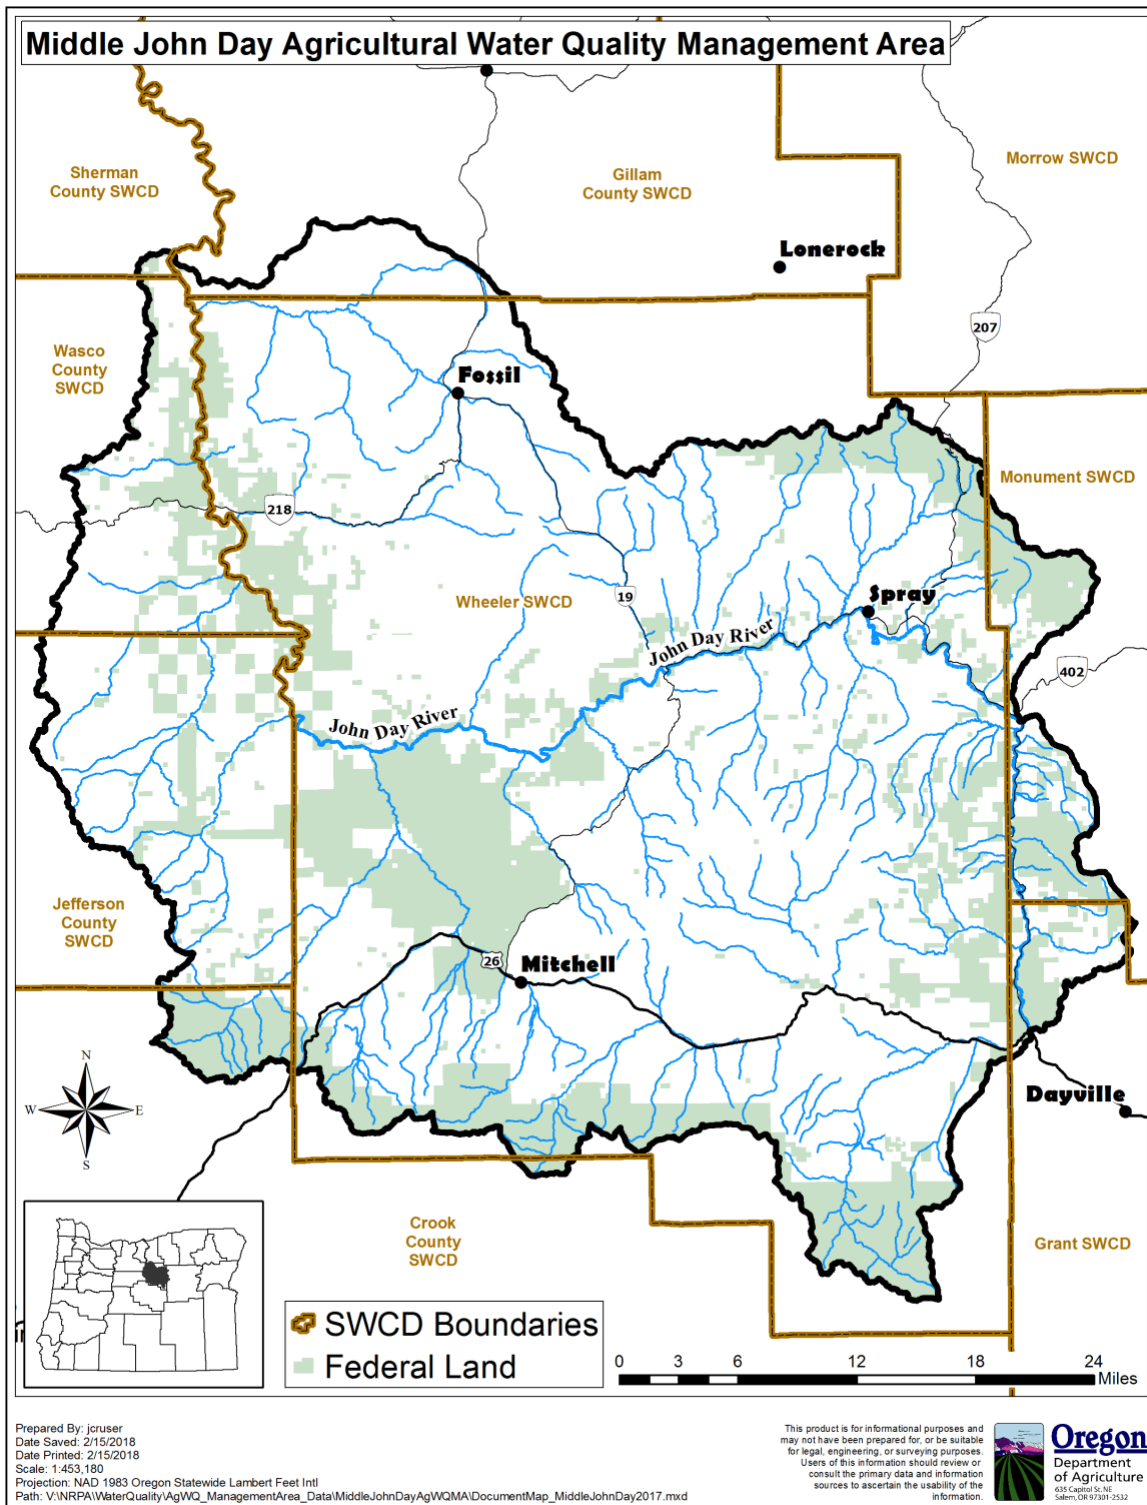 Middle John Day Agricultural Water Quality Management Area
Sherman
County SWCD
Gillam
County SWCD
Morrow SWCD
Lonerock
207
Wasco
County
SWCD
Fossil
Monument SWCD
218
Wheeler SWCD
19
Spray
John Day River
402
John Day River
Jefferson
County
SWCD
26
Mitchell
N
W
E
S
Dayville
Crook
County
SWCD
Grant SWCD
SWCD Boundaries
Federal Land
0 3 6 12 18 24
Miles
Prepared By: jcruser
Date Saved: 2/15/2018
Date Printed: 2/15/2018
Scale: 1:453,180
Projection: NAD 1983 Oregon Statewide Lambert Feet Intl
Path: V:\NRPA\WaterQuality\AgWQ_ManagementArea_Data\MiddleJohnDayAgWQMA\DocumentMap_MiddleJohnDay2017.mxd
This product is for informational purposes and
may not have been prepared for, or be suitable
for legal, engineering, or surveying purposes.
Users of this information should review or
consult the primary data and information
sources to ascertain the usability of the
information.
Oregon
Department
of Agriculture
635 Capitol St. NE
Salem, OR 97301-2532